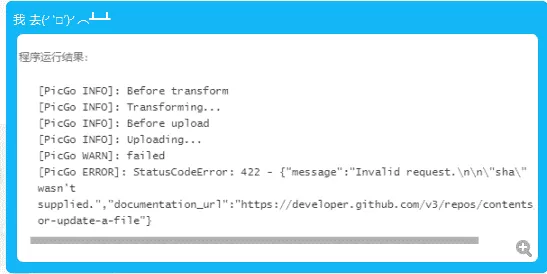 我 去(╯‵□′)╯︵┻━┻
程序运行结果:
[PicGo INFO]: Before transform
[PicGo INFO]: Transforming...
[PicGo INFO]: Before upload
[PicGo INFO]: Uploading...
[PicGo WARN]: failed
[PicGo ERROR]: StatusCodeError: 422 - {"message":"Invalid request.\n\n\"sha\"
wasn't
supplied.","documentation_url":"https://developer.github.com/v3/repos/contents
or-update-a-file"}